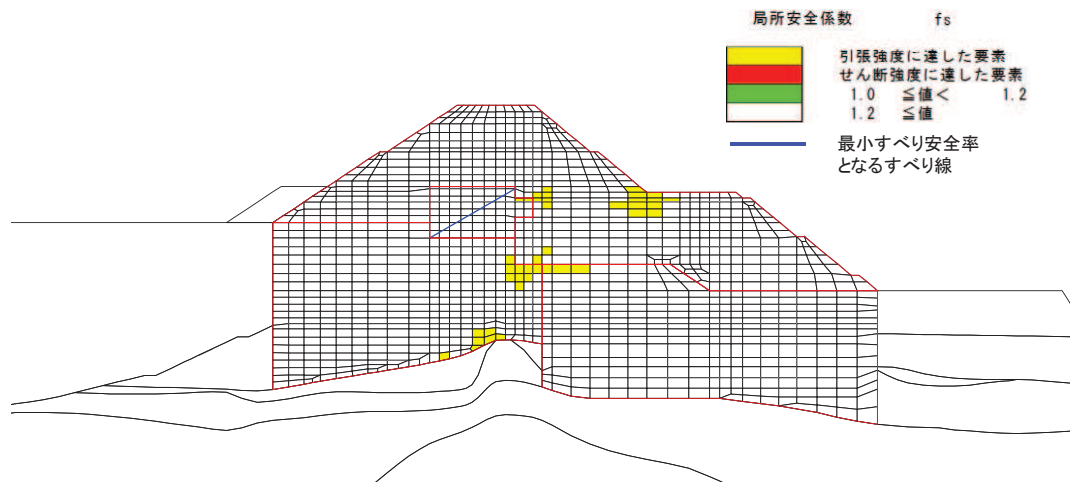 局所安全係数 fs
引張強度に達した要素
せん断強度に達した要素
1.0 ≦値< 1.2
1.2 ≦値
最小すべり安全率
となるすべり線